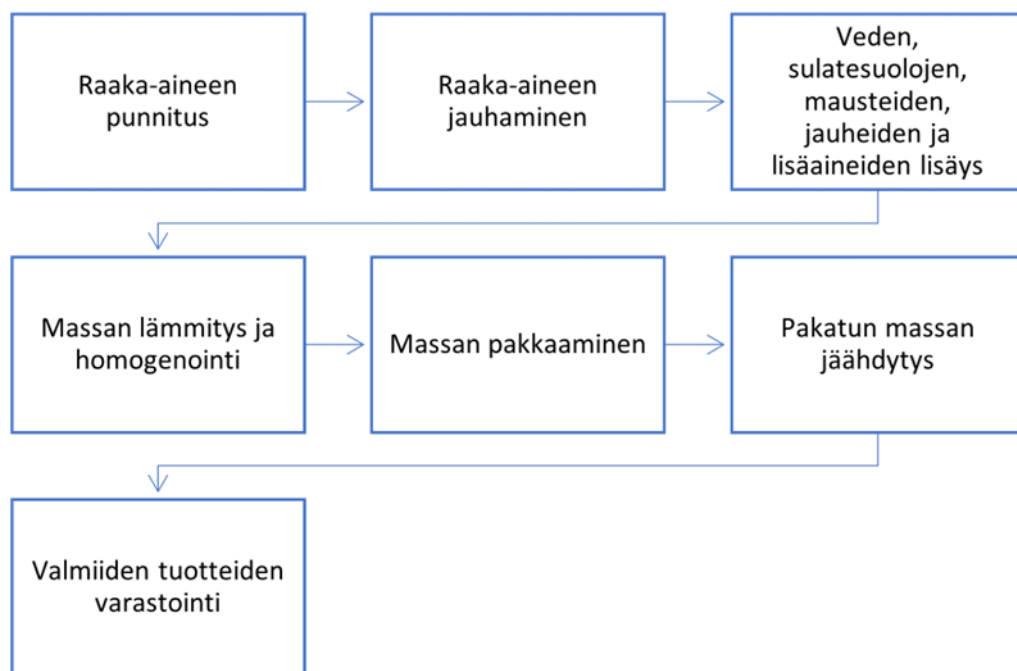 Raaka-aineen
punnitus
Raaka-aineen
jauhaminen
Veden,
sulatesuolojen,
mausteiden,
jauheiden ja
lisäaineiden lisäys
Massan lämmitys ja
homogenointi
Massan pakkaaminen
Pakatun massan
jäähdytys
Valmiiden tuotteiden
varastointi